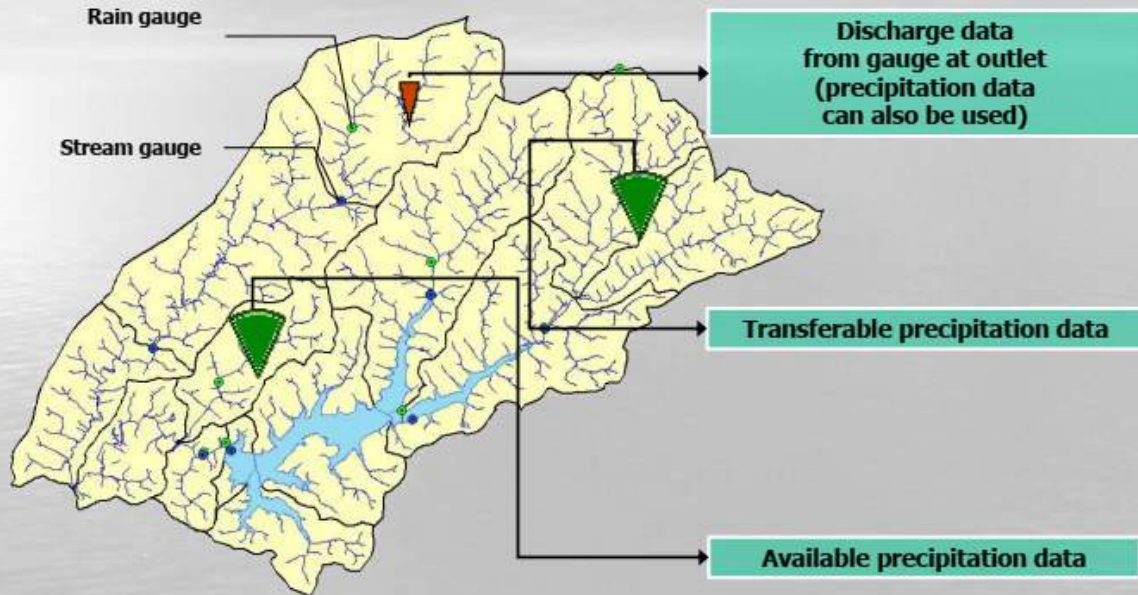 Rain gauge
Stream gauge
Discharge data
from gauge at outlet
(precipitation data
can also be used)
Transferable precipitation data
Available precipitation data